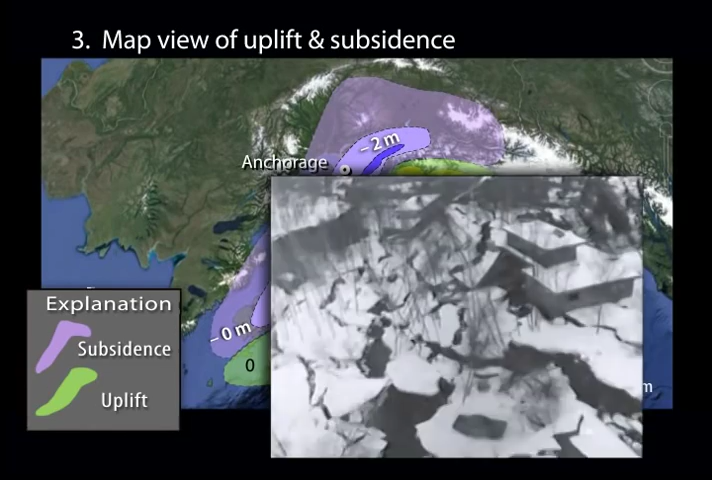 3. Map view of uplift & subsidence
-2 m
Anchorage
Explanation
Subsidence
Uplift
-0 m
0
m